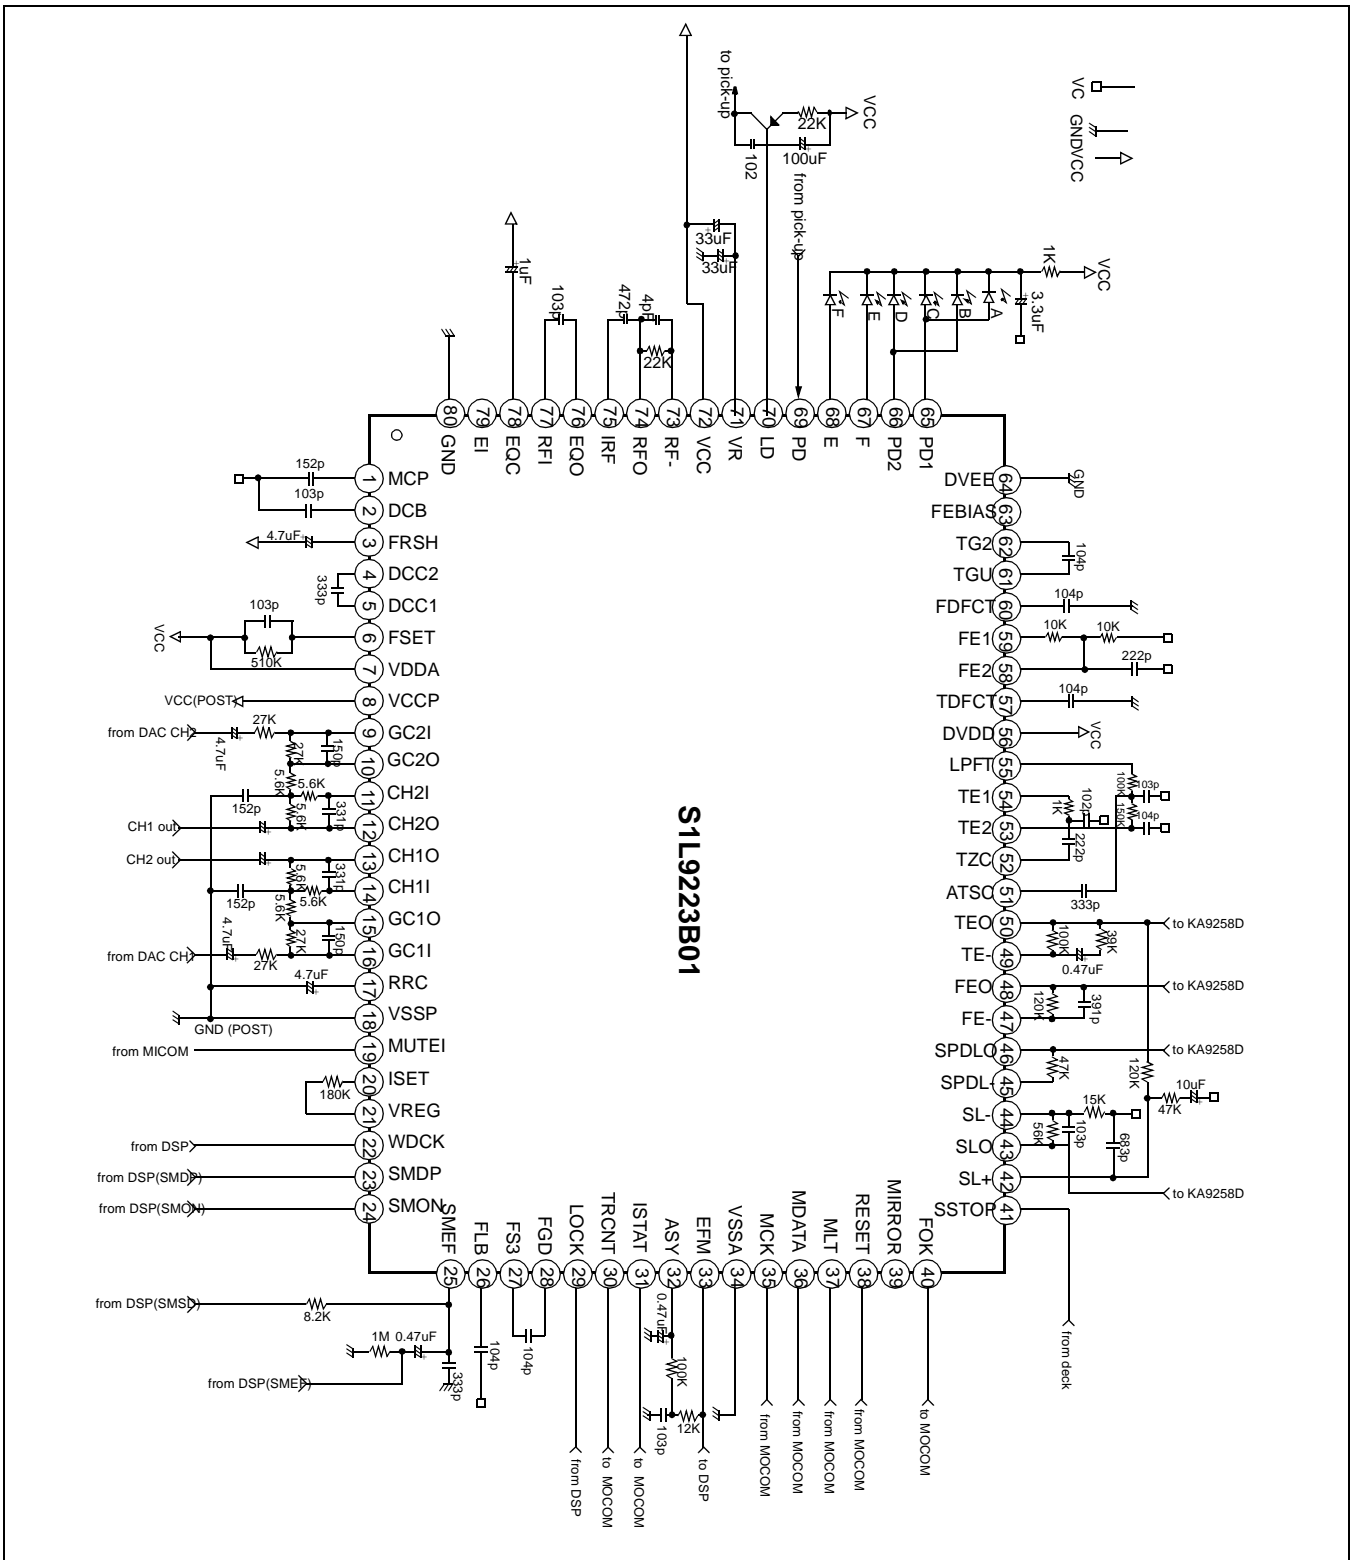 to pick-up
VCC
22K
102
100uF
from pick-up
VC
GND
VCC
33uF
33uF
1uF
103p
472p
4pF
22K
1K
VCC
3.3uF
F
E
D
C
B
A
80 GND
79 EI
78 EQC
77 RFI
76 EQO
75 IRF
74 RFO
73 RF-
72 VCC
71 VR
70 LD
69 PD
68 E
67 F
66 PD2
65 PD1
152p
103p
1 MCP
2 DCB
4.7uF
3 FRSH
333p
4 DCC2
5 DCC1
VCC
103p
510K
6 FSET
7 VDDA
VCC(POST)
8 VCCP
from DAC CH2
4.7uF
27K
27K
150p
9 GC2I
10 GC2O
5.6K
5.6K
5.6K
152p
331p
11 CH2I
CH1 out
12 CH2O
CH2 out
13 CH1O
5.6K
331p
14 CH1I
152p
5.6K
5.6K
15 GC1O
27K
150p
4.7uF
from DAC CH1
27K
16 GC1I
4.7uF
17 RRC
GND (POST)
18 VSSP
from MICOM
19 MUTEI
180K
20 ISET
21 VREG
from DSP
22 WDCK
from DSP(SMDP)
23 SMDP
from DSP(SMON)
24 SMON
S1L9223B01
DVEE 64
GND
FEBIAS 63
TG2 62
104p
TGU 61
FDFCT 60
104p
FE1 59
10K
10K
FE2 58
222p
TDFCT 57
104p
DVDD 56
VCC
LPFT 55
100K
103p
TE1 54
1K
102p
150K
104p
TE2 53
222p
TZC 52
ATSC 51
333p
TEO 50
to KA9258D
100K
39K
TE- 49
0.47uF
FEO 48
to KA9258D
120K
391p
FE- 47
SPDLO 46
to KA9258D
47K
120K
SPDL- 45
10uF
47K
SL- 44
15K
56K
103p
683p
SLO 43
SL+ 42
to KA9258D
SSTOP 41
from deck
SMEF 25
FLB 26
FS3 27
FGD 28
LOCK 29
TRCNT 30
ISTAT 31
ASY 32
EFM 33
VSSA 34
MCK 35
MDATA 36
MLT 37
RESET 38
MIRROR 39
FOK 40
from DSP(SMSD)
8.2K
1M
0.47uF
333p
from DSP(SMEF)
104p
104p
0.47uF
100K
12K
103p
from DSP
to MOCOM
to MOCOM
to DSP
from MOCOM
from MOCOM
from MOCOM
from MOCOM
to MOCOM